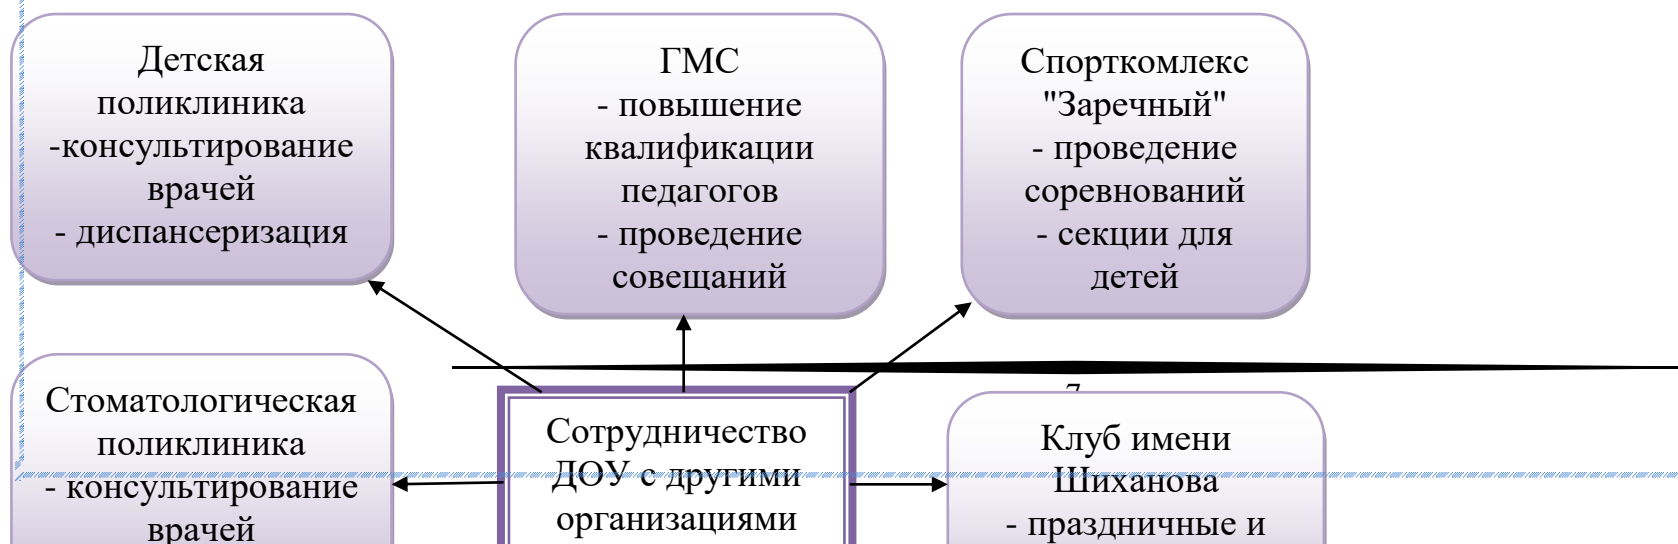 Детская
поликлиника
-консультирование
врачей
- диспансеризация
ГМС
- повышение
квалификации
педагогов
- проведение
совещаний
Спорткомлекс
"Заречный"
- проведение
соревнований
- секции для
детей
7
Стоматологическая
поликлиника
- консультирование
врачей
Сотрудничество
ДОУ с другими
организациями
Клуб имени
Шиханова
- праздничные и